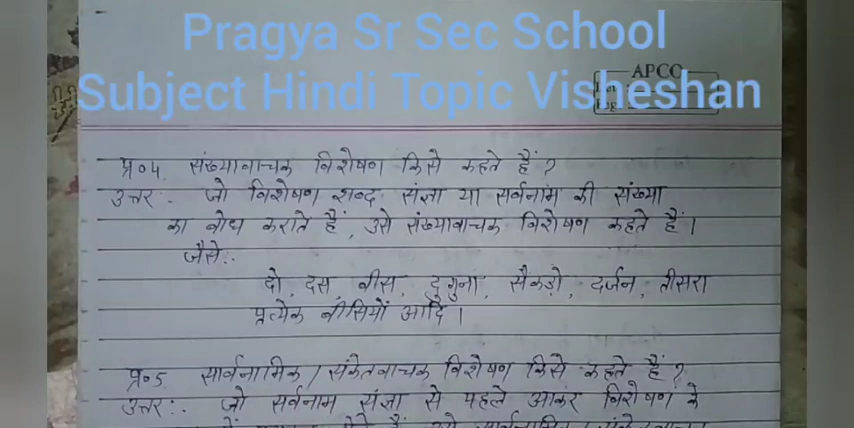 Pragya Sr Sec School
Subject Hindi Topic Visheshan
APCO
प्र०4. संख्यावाचक विशेषण किसे कहते हैं ?
उत्तर :. जो विशेषण शब्द संज्ञा या सर्वनाम की संख्या
का बोध कराते हैं, उसे संख्यावाचक विशेषण कहते हैं।
जैसे:.
दो, दस, बीस, दुगुना, सैकड़ो, दर्जन, तीसरा
प्रत्येक बीसियों आदि।
प्र०5. सार्वनामिक / संकेतवाचक विशेषण किसे कहते हैं ?
उत्तर :. जो सर्वनाम संज्ञा से पहले आकर विशेषण के